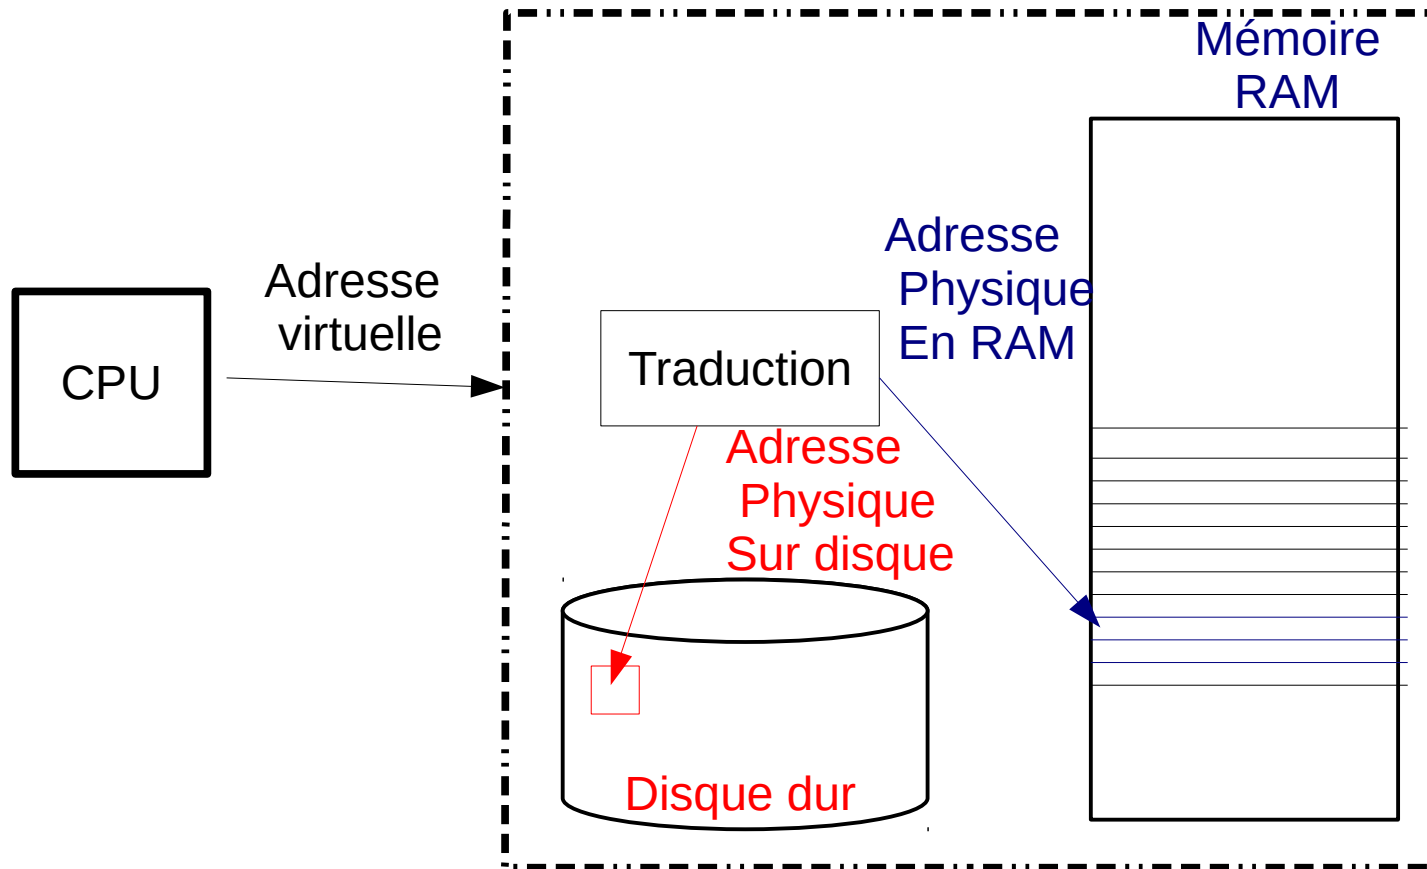 Mémoire
RAM
Adresse
Physique
En RAM
Adresse
virtuelle
CPU
Traduction
Adresse
Physique
Sur disque
Disque dur